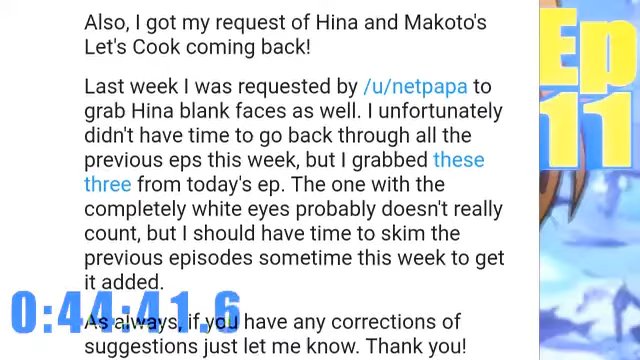 Also, I got my request of Hina and Makoto's
Let's Cook coming back!
Last week I was requested by /u/netpapa to
grab Hina blank faces as well. I unfortunately
didn't have time to go back through all the
previous eps this week, but I grabbed these
three from today's ep. The one with the
completely white eyes probably doesn't really
count, but I should have time to skim the
previous episodes sometime this week to get
it added.
As always, if you have any corrections of
suggestions just let me know. Thank you!
0:44:41.6
Ep
11